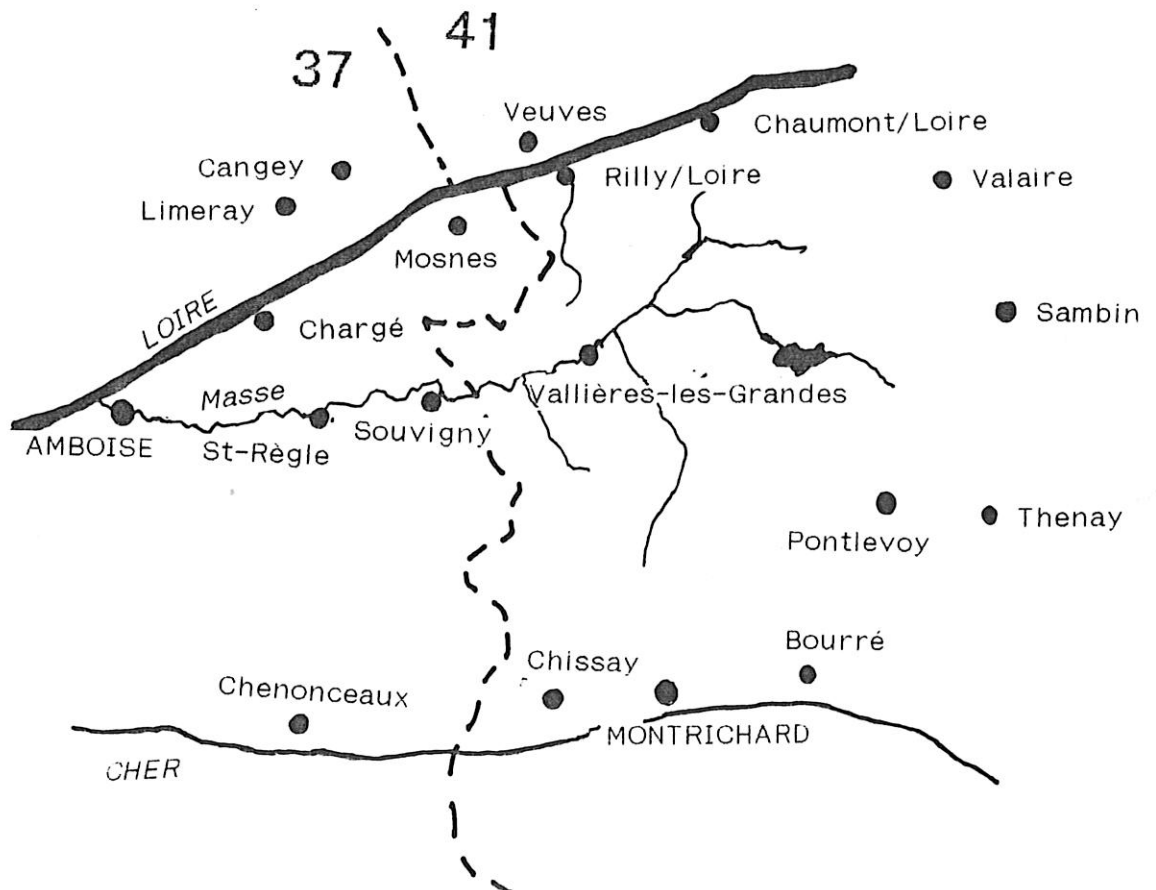 41
37
Veuves
Chaumont/Loire
Cangey
Rilly/Loire
Valaire
Limeray
Mosnes
LOIRE
Chargé
Sambin
Masse
Vallières-les-Grandes
AMBOISE
St-Règle
Souvigny
Pontlevoy
Thenay
Bourré
Chissay
Chenonceaux
MONTRICHARD
CHER